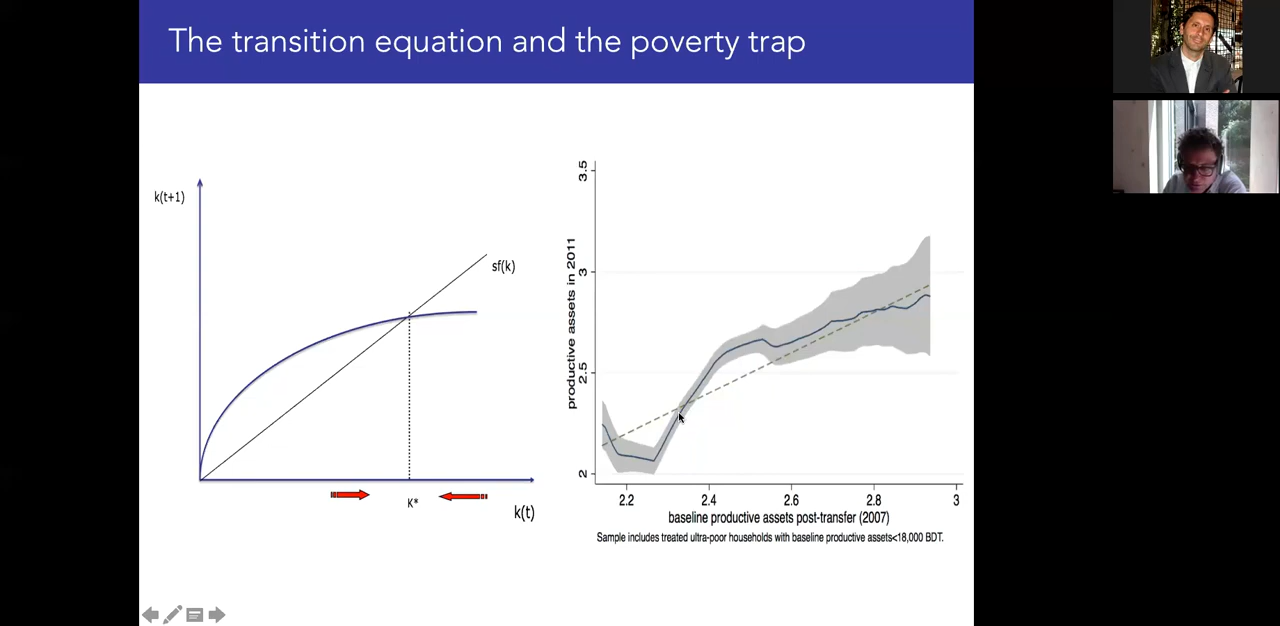 The transition equation and the poverty trap
k(t+1)
sf(k)
K*
k(t)
productive assets in 2011
3.5
3
2.5
2
2.2 2.4 2.6 2.8 3
baseline productive assets post-transfer (2007)
Sample includes treated ultra-poor households with baseline productive assets<18,000 BDT.